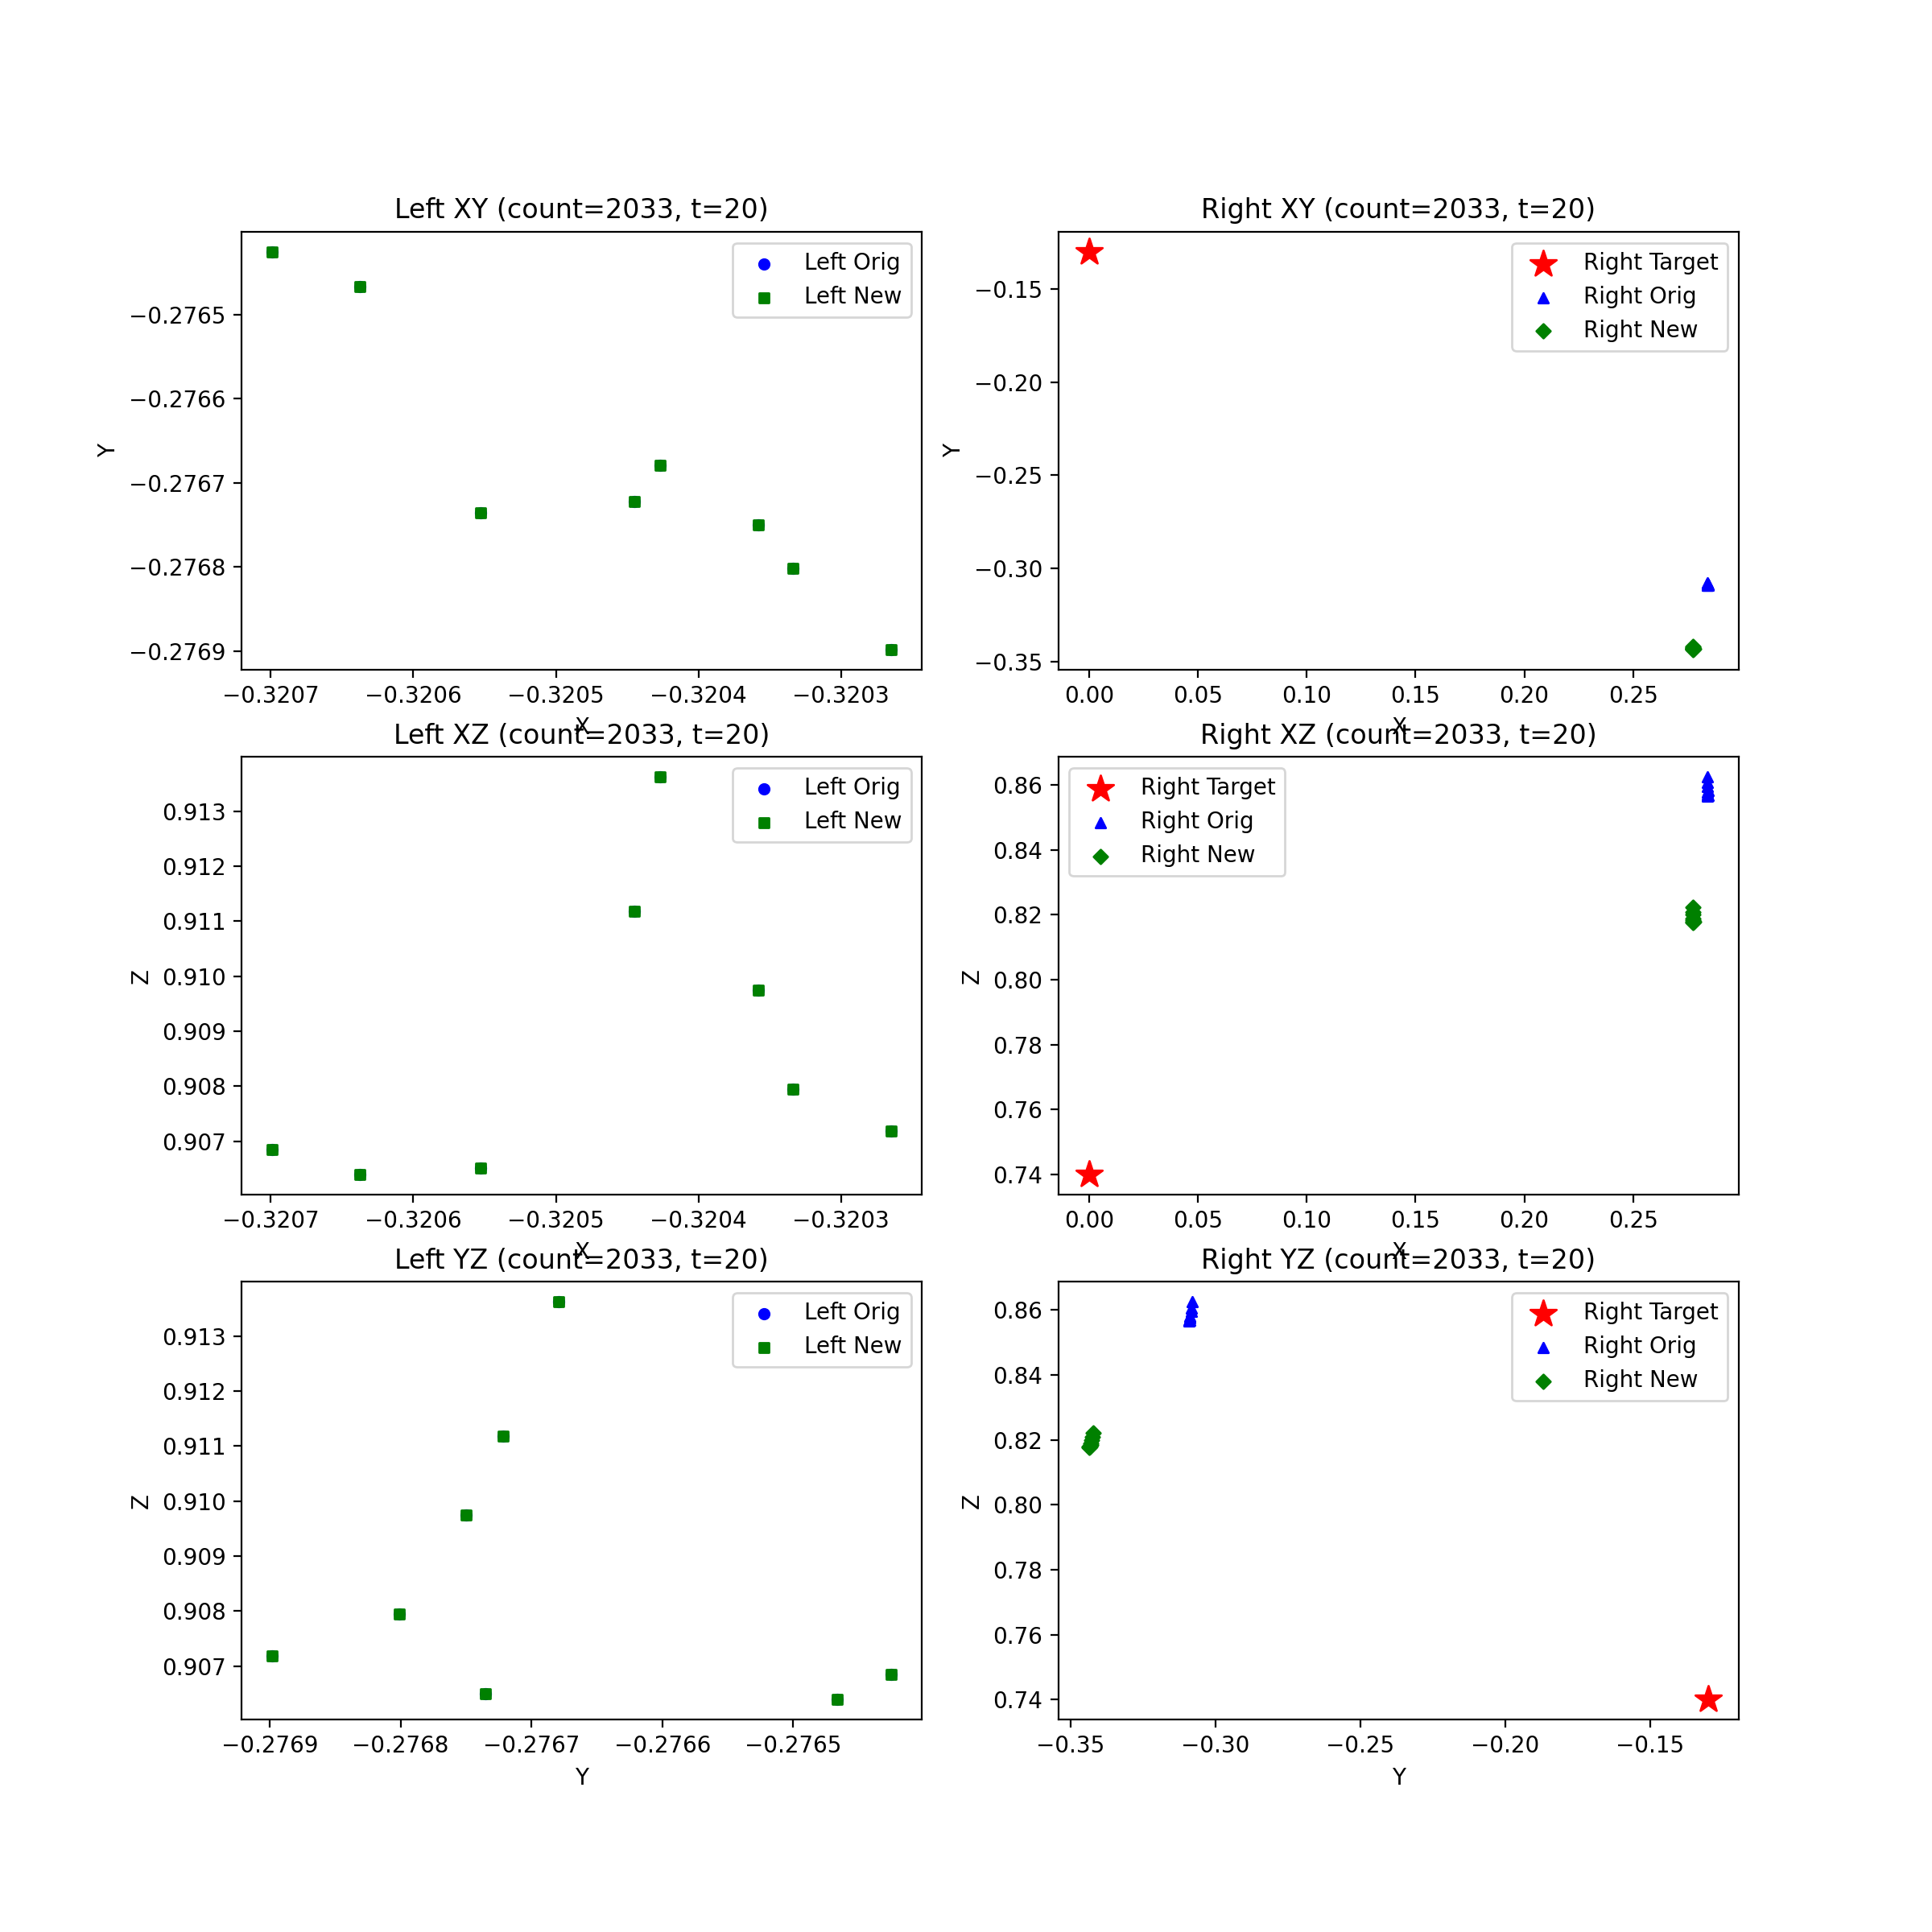 Left XY (count=2033, t=20)
Left Orig
Left New
−0.2765
−0.2766
−0.2767
−0.2768
−0.2769
Y
−0.3207 −0.3206 −0.3205 −0.3204 −0.3203
X
Right XY (count=2033, t=20)
Right Target
Right Orig
Right New
−0.15
−0.20
−0.25
−0.30
−0.35
Y
0.00 0.05 0.10 0.15 0.20 0.25
X
Left XZ (count=2033, t=20)
Left Orig
Left New
0.913
0.912
0.911
0.910
0.909
0.908
0.907
Z
−0.3207 −0.3206 −0.3205 −0.3204 −0.3203
X
Right XZ (count=2033, t=20)
Right Target
Right Orig
Right New
0.86
0.84
0.82
0.80
0.78
0.76
0.74
Z
0.00 0.05 0.10 0.15 0.20 0.25
X
Left YZ (count=2033, t=20)
Left Orig
Left New
0.913
0.912
0.911
0.910
0.909
0.908
0.907
Z
−0.2769 −0.2768 −0.2767 −0.2766 −0.2765
Y
Right YZ (count=2033, t=20)
Right Target
Right Orig
Right New
0.86
0.84
0.82
0.80
0.78
0.76
0.74
Z
−0.35 −0.30 −0.25 −0.20 −0.15
Y